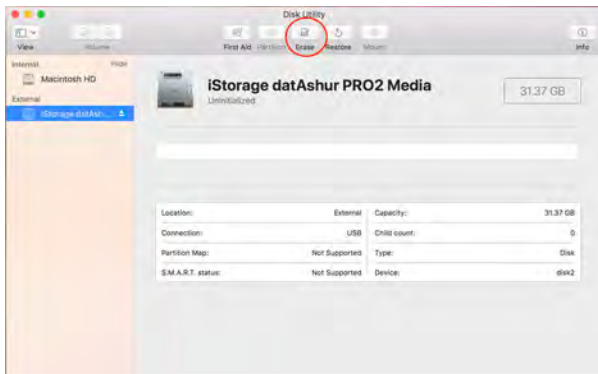 Disk Utility
View Volume First Aid Partition Erase Restore Mount Info
Internal Hide
Macintosh HD
External
iStorage datAsh...
iStorage datAshur PRO2 Media
Uninitialized
31.37 GB
Location: External Capacity: 31.37 GB
Connection: USB Child count: 0
Partition Map: Not Supported Type: Disk
S.M.A.R.T. status: Not Supported Device: disk2